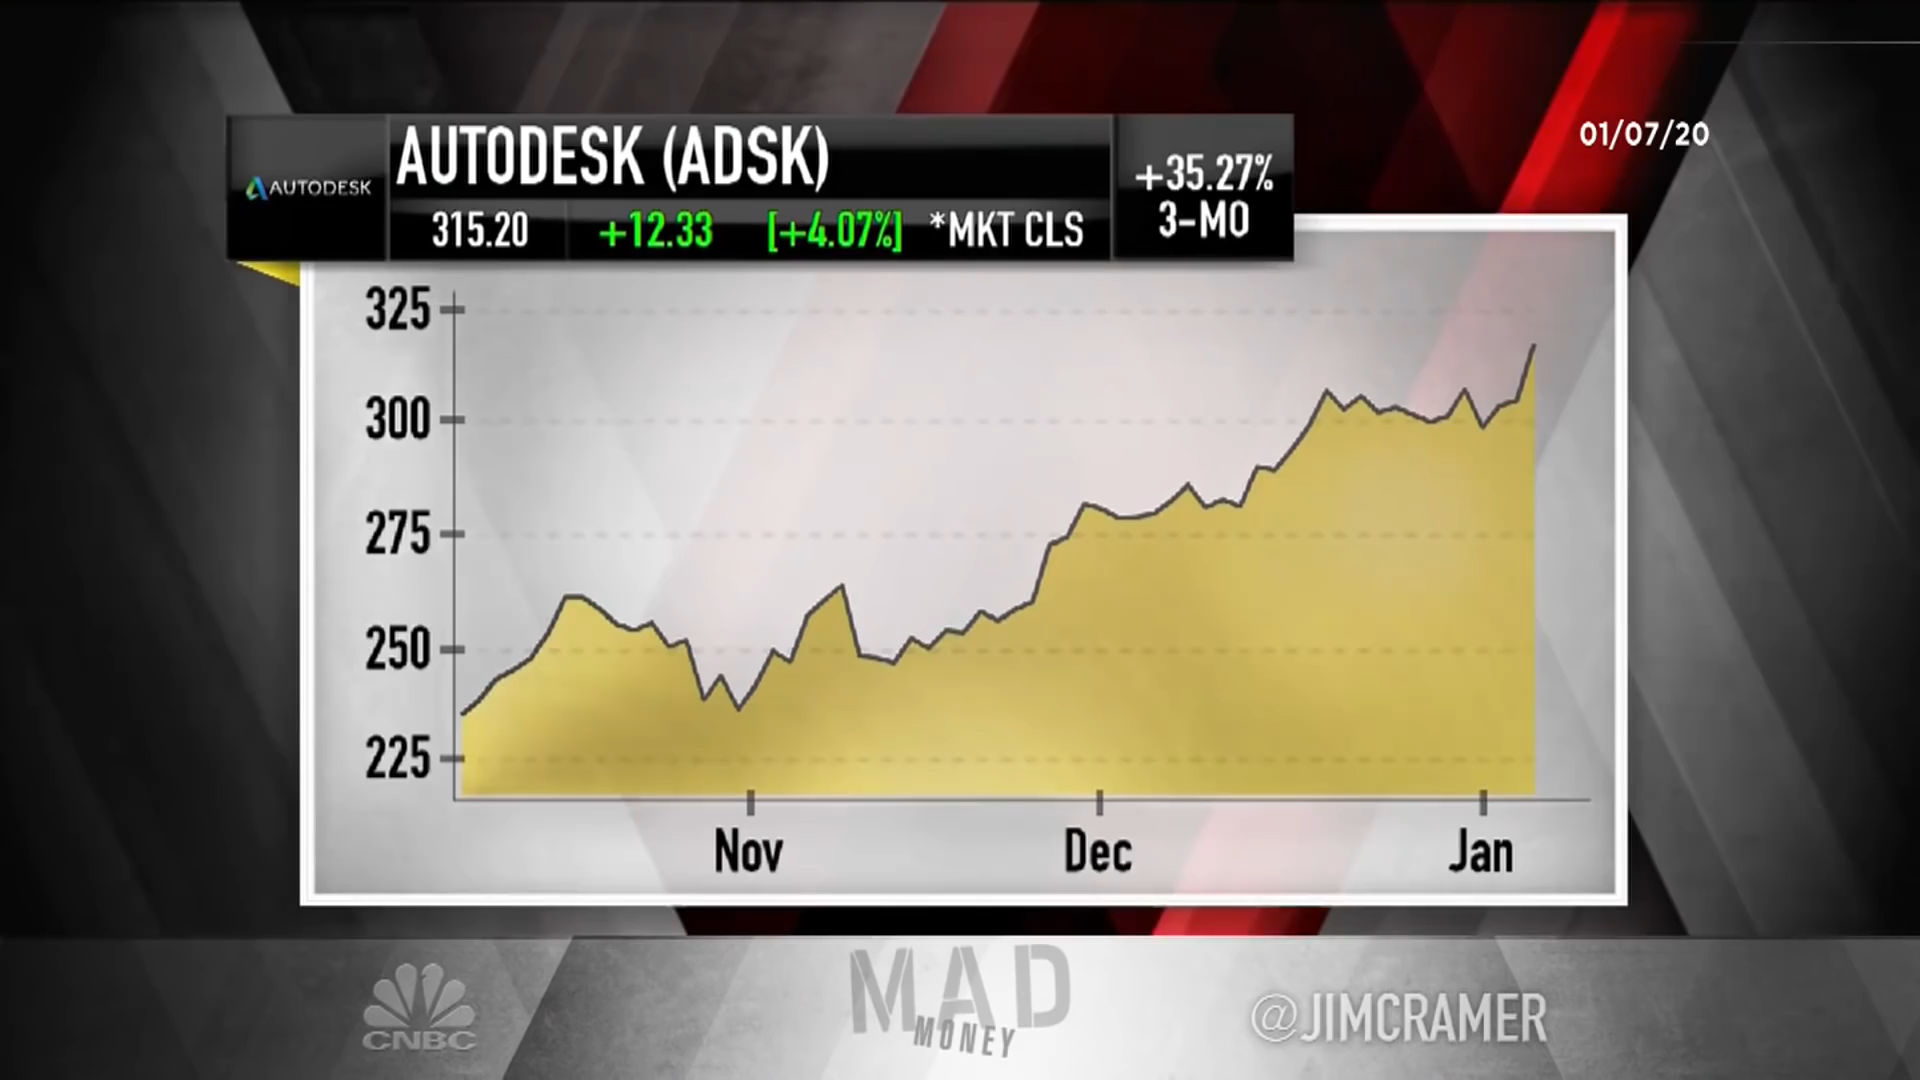 01/07/20
AUTODESK
AUTODESK (ADSK)
315.20 +12.33 [+4.07%] *MKT CLS
+35.27%
3-MO
325
300
275
250
225
Nov Dec Jan
CNBC
MAD
MONEY
@JIMCRAMER